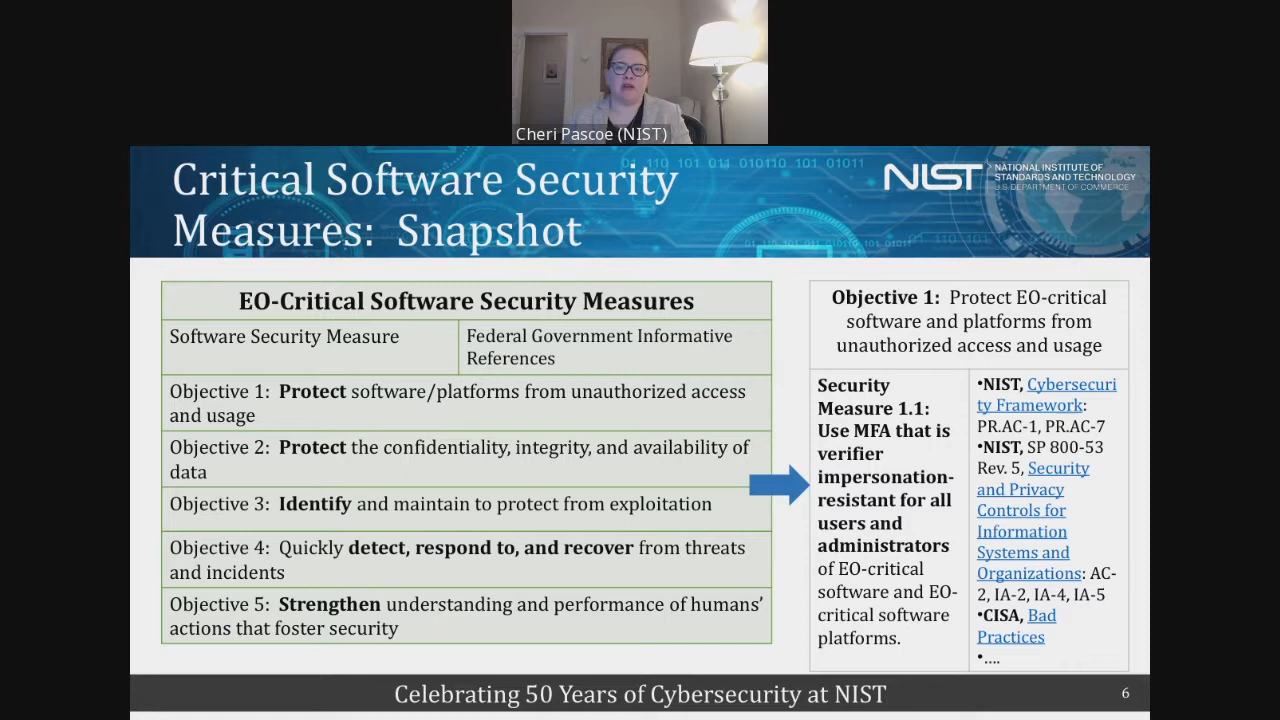 Cheri Pascoe (NIST)
Critical Software Security
Measures: Snapshot
01 110 101 011 010110 101 01011
NIST
NATIONAL INSTITUTE OF
STANDARDS AND TECHNOLOGY
U.S. DEPARTMENT OF COMMERCE
EO-Critical Software Security Measures
Software Security Measure
Federal Government Informative
References
Objective 1: Protect software/platforms from unauthorized access
and usage
Objective 2: Protect the confidentiality, integrity, and availability of
data
Objective 3: Identify and maintain to protect from exploitation
Objective 4: Quickly detect, respond to, and recover from threats
and incidents
Objective 5: Strengthen understanding and performance of humans’
actions that foster security
Objective 1: Protect EO-critical
software and platforms from
unauthorized access and usage
Security
Measure 1.1:
Use MFA that is
verifier
impersonation-
resistant for all
users and
administrators
of EO-critical
software and EO-
critical software
platforms.
•NIST, Cybersecuri
ty Framework:
PR.AC-1, PR.AC-7
•NIST, SP 800-53
Rev. 5, Security
and Privacy
Controls for
Information
Systems and
Organizations: AC-
2, IA-2, IA-4, IA-5
•CISA, Bad
Practices
•....
Celebrating 50 Years of Cybersecurity at NIST
6